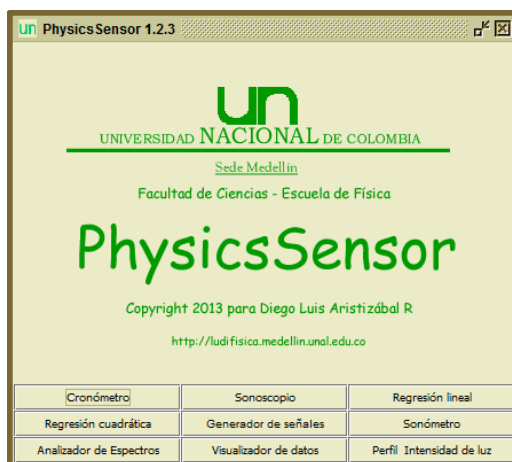 un PhysicsSensor 1.2.3
un
UNIVERSIDAD NACIONAL DE COLOMBIA
Sede Medellín
Facultad de Ciencias - Escuela de Física
PhysicsSensor
Copyright 2013 para Diego Luis Aristizábal R
http://ludifisica.medellin.unal.edu.co
Cronómetro Sonoscopio Regresión lineal
Regresión cuadrática Generador de señales Sonómetro
Analizador de Espectros Visualizador de datos Perfil Intensidad de luz